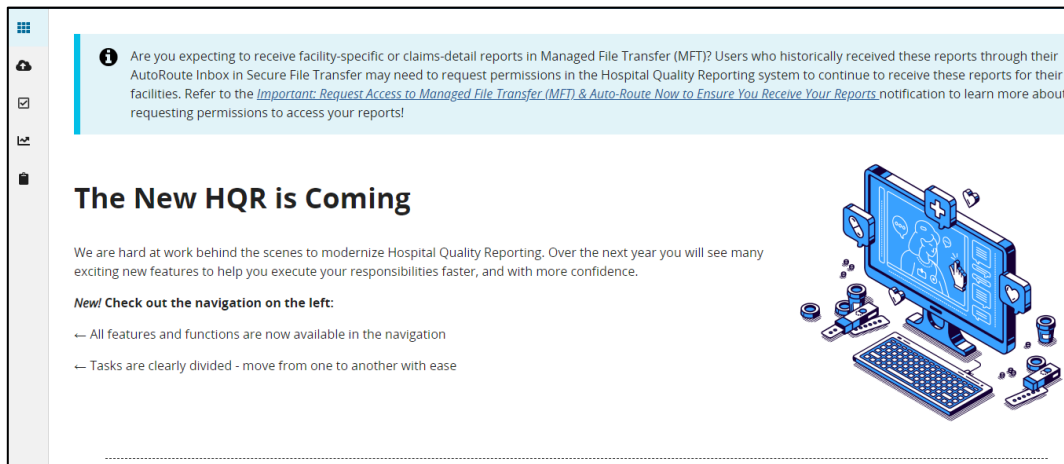 Are you expecting to receive facility-specific or claims-detail reports in Managed File Transfer (MFT)? Users who historically received these reports through their
AutoRoute Inbox in Secure File Transfer may need to request permissions in the Hospital Quality Reporting system to continue to receive these reports for their
facilities. Refer to the Important: Request Access to Managed File Transfer (MFT) & Auto-Route Now to Ensure You Receive Your Reports notification to learn more about
requesting permissions to access your reports!
The New HQR is Coming
We are hard at work behind the scenes to modernize Hospital Quality Reporting. Over the next year you will see many
exciting new features to help you execute your responsibilities faster, and with more confidence.
New! Check out the navigation on the left:
← All features and functions are now available in the navigation
← Tasks are clearly divided - move from one to another with ease